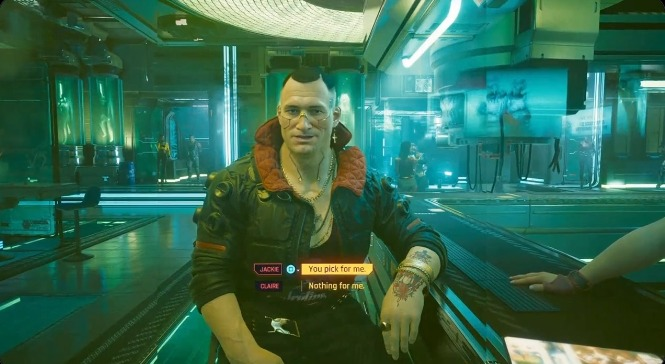 JACKIE You pick for me.
CLAIRE Nothing for me.